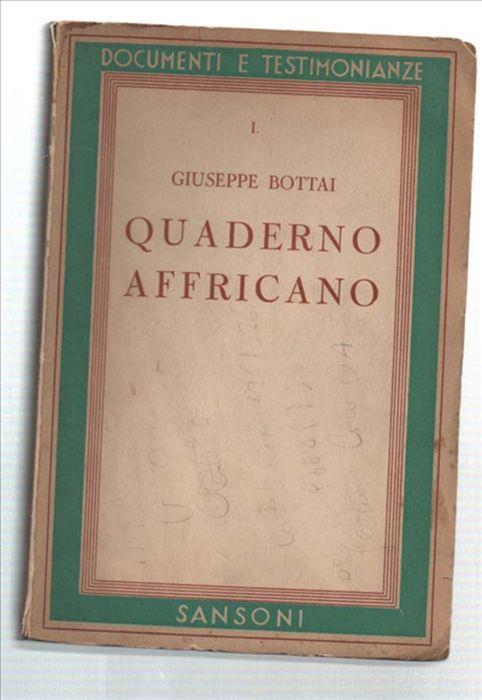 DOCUMENTI E TESTIMONIANZE
I.
GIUSEPPE BOTTAI
QUADERNO
AFFRICANO
SANSONI